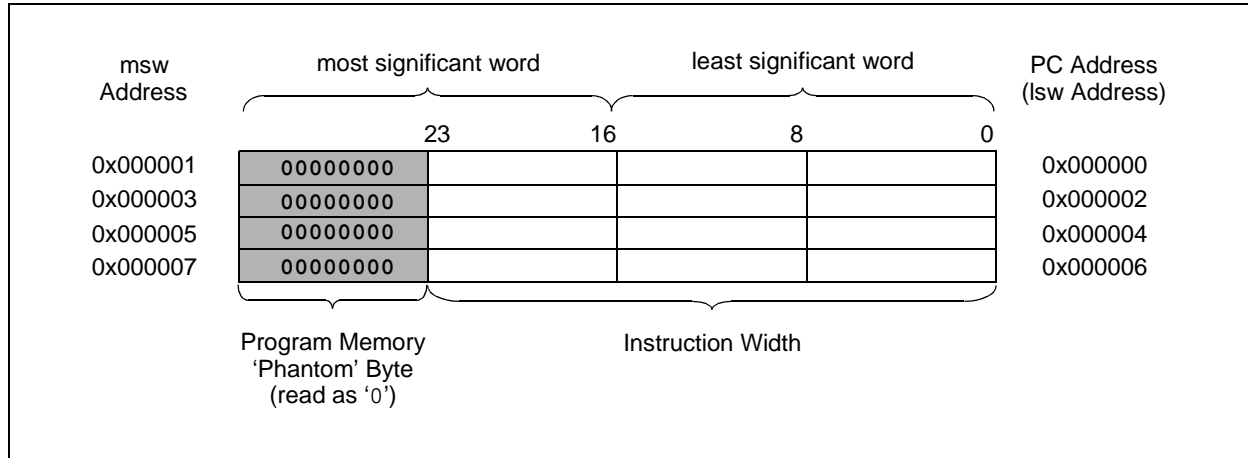 msw
Address
most significant word
least significant word
PC Address
(lsw Address)
23 16 8 0
0x000001 00000000 0x000000
0x000003 00000000 0x000002
0x000005 00000000 0x000004
0x000007 00000000 0x000006
Program Memory
‘Phantom’ Byte
(read as ‘0’)
Instruction Width